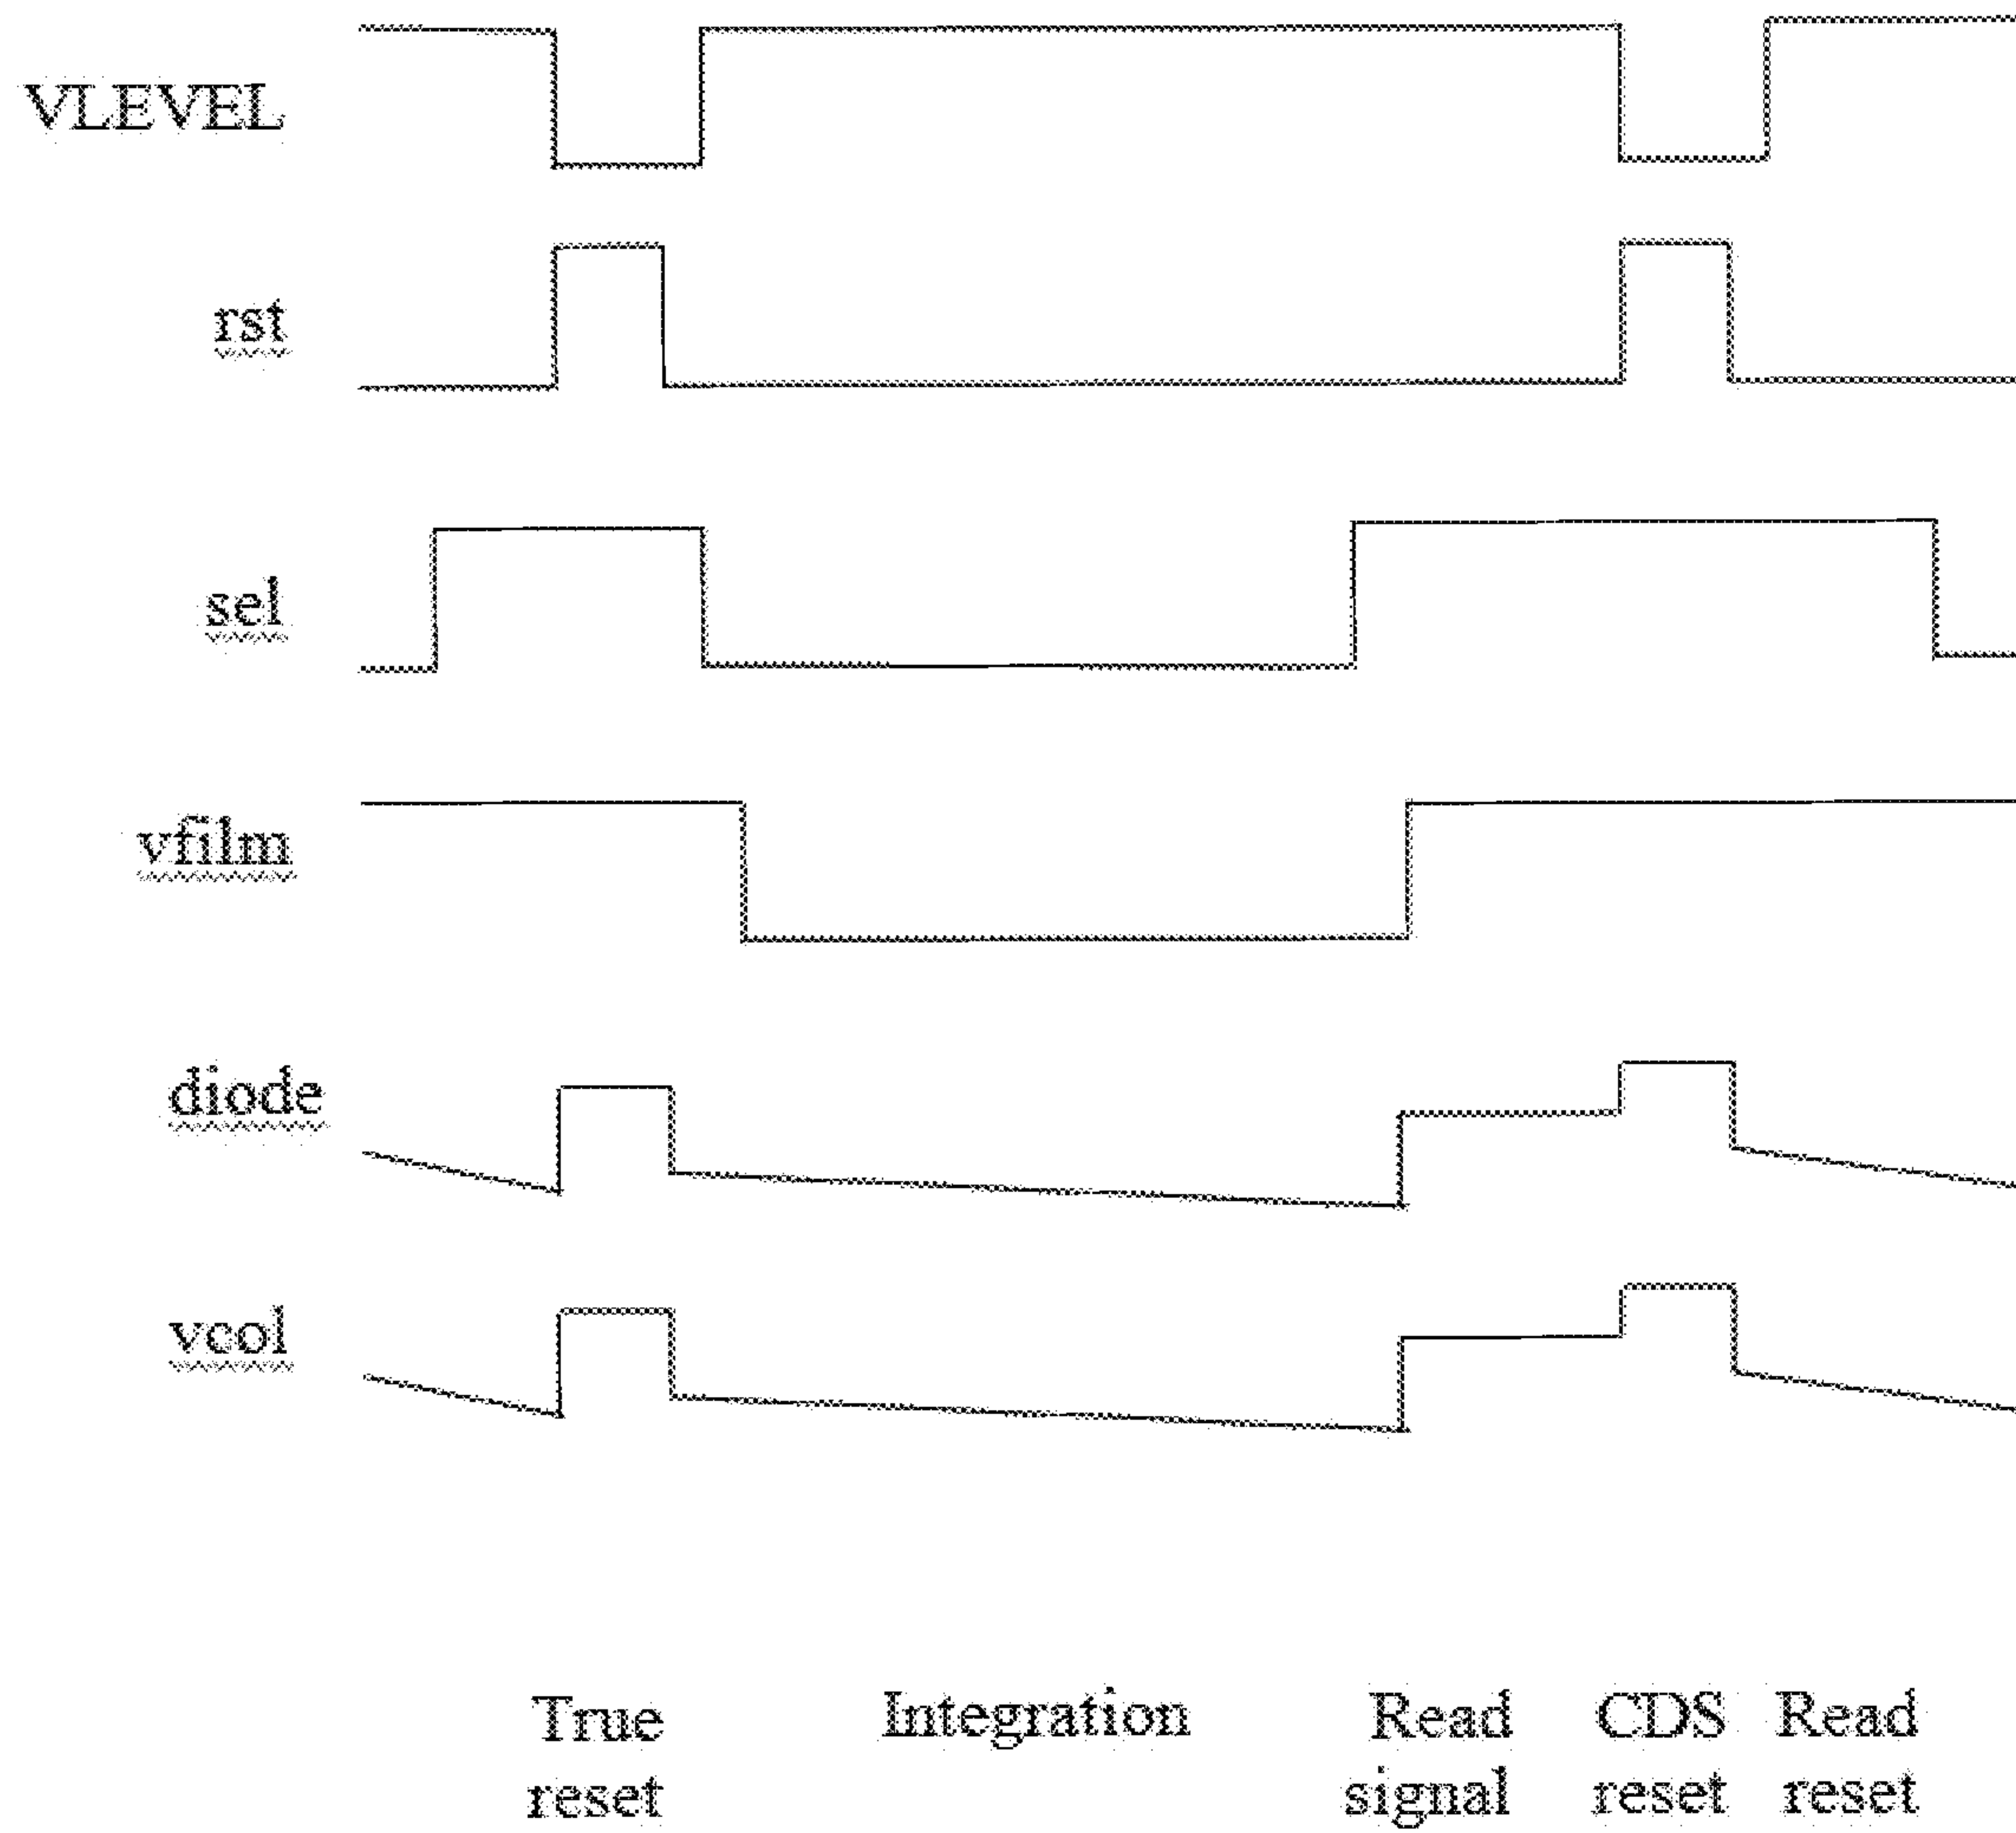 VLEVEL
rst
sel
vfilm
diode
vcol
True reset
Integration
Read signal
CDS reset
Read reset